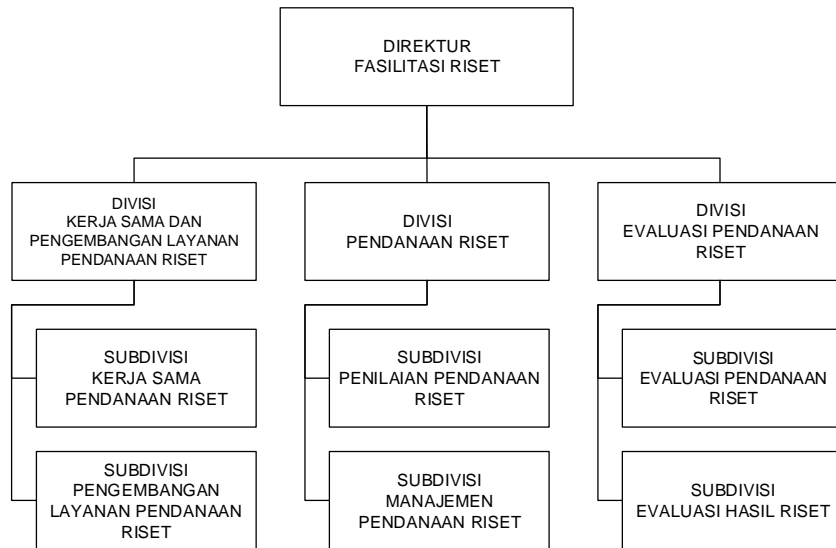 DIREKTUR
FASILITASI RISET
DIVISI
KERJA SAMA DAN
PENGEMBANGAN LAYANAN
PENDANAAN RISET
DIVISI
PENDANAAN RISET
DIVISI
EVALUASI PENDANAAN
RISET
SUBDIVISI
KERJA SAMA
PENDANAAN RISET
SUBDIVISI
PENILAIAN PENDANAAN
RISET
SUBDIVISI
EVALUASI PENDANAAN
RISET
SUBDIVISI
PENGEMBANGAN
LAYANAN PENDANAAN
RISET
SUBDIVISI
MANAJEMEN
PENDANAAN RISET
SUBDIVISI
EVALUASI HASIL RISET